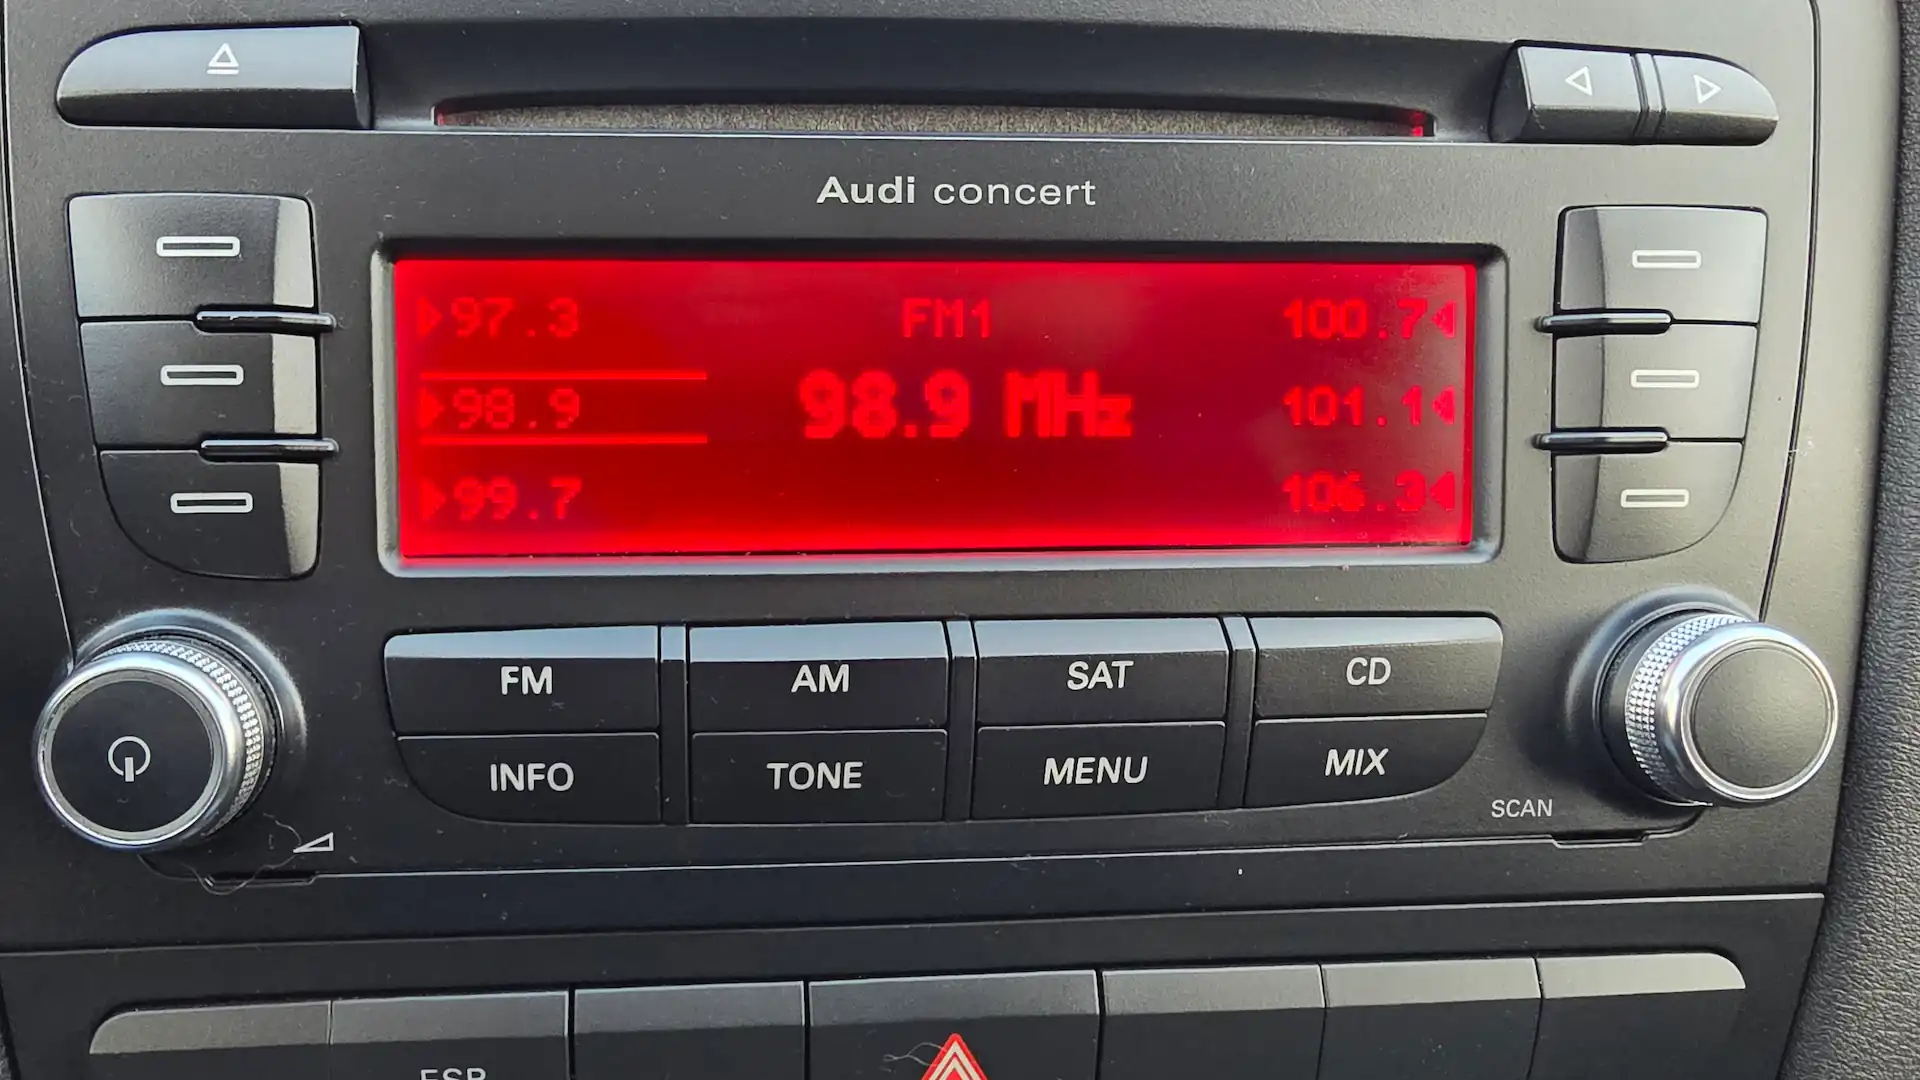 Audi concert
97.3 FM1 100.7
98.9 98.9 MHz 101.1
99.7 106.3
FM AM SAT CD
INFO TONE MENU MIX
SCAN
ESP